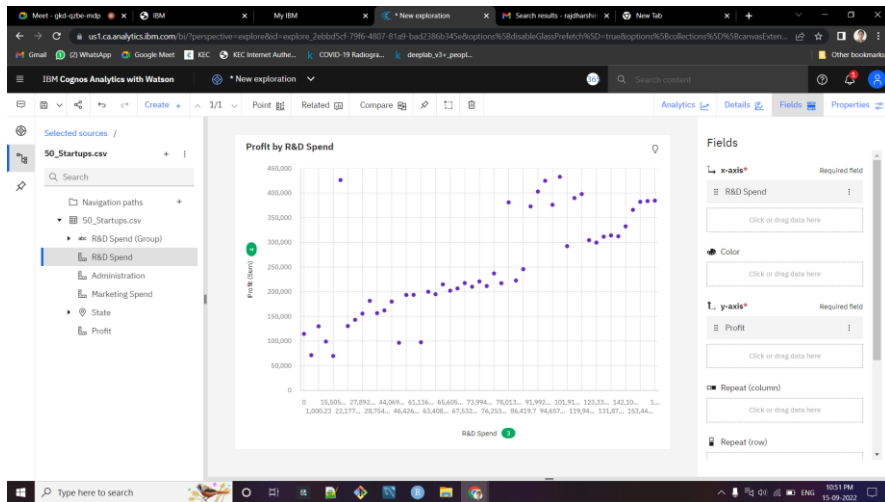 Meet - gkd-qzbe-mdp
IBM
My IBM
* New exploration
Search results - rajdharshin
New Tab
us1.ca.analytics.ibm.com/bi/?perspective=explore&id=explore_2ebbd5cf-79f6-4807-81a9-bad2386b345e&options%5BdisableGlassPrefetch%5D=true&options%5Bcollections%5D%5BcanvasExten...
Gmail
(2) WhatsApp
Google Meet
KEC
KEC Internet Authe...
COVID-19 Radiogra...
deeplab_v3+_peopl...
Other bookmarks
IBM Cognos Analytics with Watson
* New exploration
Search content
Create +
1/1
Point
Related
Compare
Analytics
Details
Fields
Properties
Selected sources /
50_Startups.csv
Search
Navigation paths
50_Startups.csv
abc R&D Spend (Group)
R&D Spend
Administration
Marketing Spend
State
Profit
Profit by R&D Spend
450,000
400,000
350,000
300,000
250,000
200,000
150,000
100,000
50,000
0
Profit (Sum)
0 15,505... 27,892... 44,069... 61,136... 65,605... 73,994... 78,013... 91,992... 101,91... 123,33... 142,10... 1...
1,000.23 22,177... 28,754... 46,426... 63,408... 67,532... 76,253... 86,419.7 94,657... 119,94... 131,87... 153,44...
R&D Spend 3
Fields
x-axis* Required field
R&D Spend
Click or drag data here
Color
Click or drag data here
y-axis* Required field
Profit
Click or drag data here
Repeat (column)
Click or drag data here
Repeat (row)
Type here to search
ENG
10:51 PM
15-09-2022